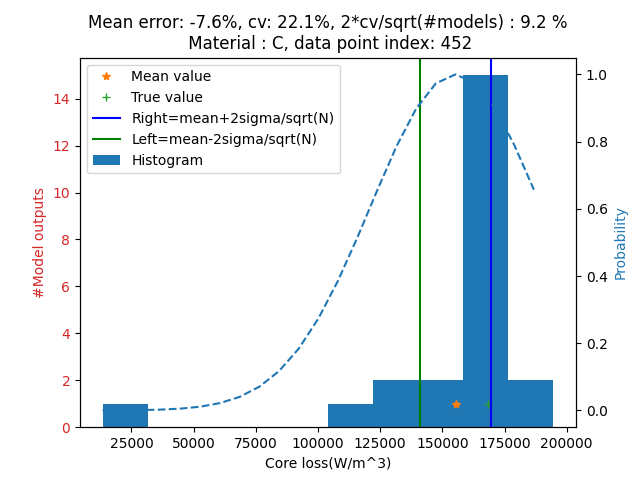 Mean error: -7.6%, cv: 22.1%, 2*cv/sqrt(#models) : 9.2 %
Material : C, data point index: 452
Mean value
True value
Right=mean+2sigma/sqrt(N)
Left=mean-2sigma/sqrt(N)
Histogram
14
12
10
8
6
4
2
0
#Model outputs
1.0
0.8
0.6
0.4
0.2
0.0
Probability
25000 50000 75000 100000 125000 150000 175000 200000
Core loss(W/m^3)